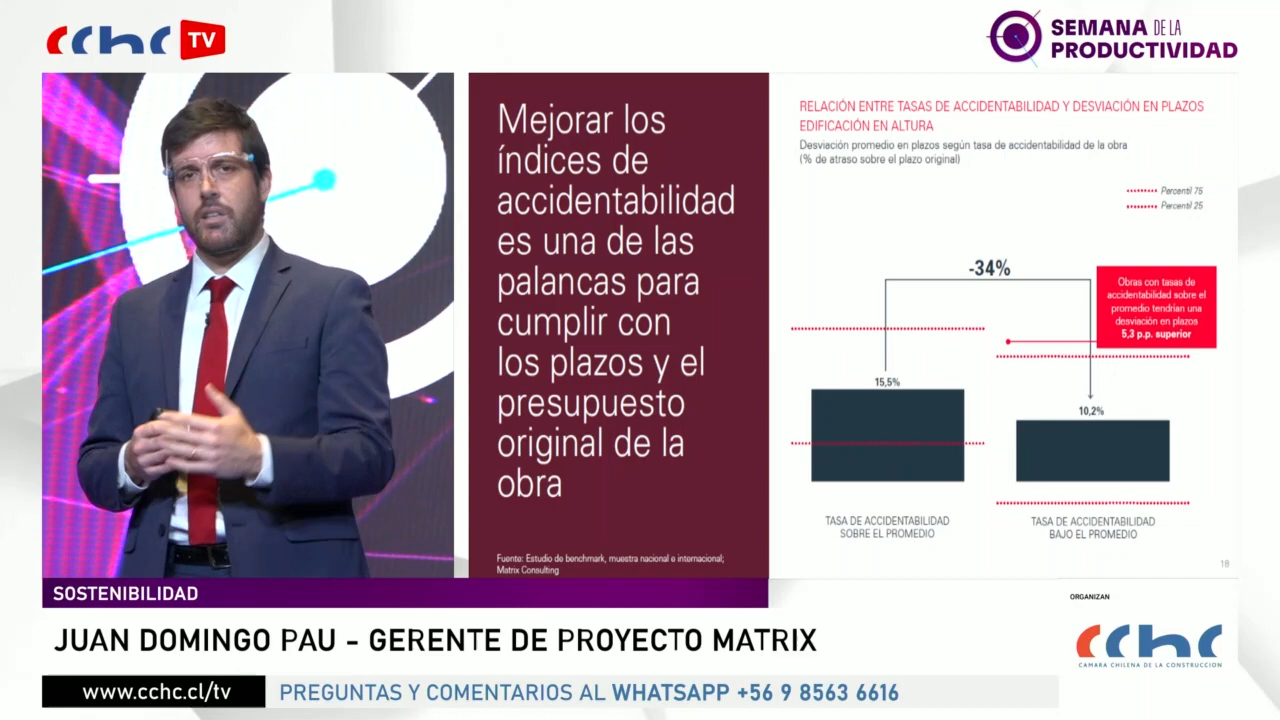 cchc TV
SEMANA DE LA
PRODUCTIVIDAD
Mejorar los
índices de
accidentabilidad
es una de las
palancas para
cumplir con
los plazos y el
presupuesto
original de la
obra
Fuente: Estudio de benchmark, muestra nacional e internacional;
Matrix Consulting
RELACIÓN ENTRE TASAS DE ACCIDENTABILIDAD Y DESVIACIÓN EN PLAZOS
EDIFICACIÓN EN ALTURA
Desviación promedio en plazos según tasa de accidentabilidad de la obra
(% de atraso sobre el plazo original)
Percentil 75
Percentil 25
-34%
Obras con tasas de
accidentabilidad sobre el
promedio tendrían una
desviación en plazos
5,3 p.p. superior
15,5%
10,2%
TASA DE ACCIDENTABILIDAD
SOBRE EL PROMEDIO
TASA DE ACCIDENTABILIDAD
BAJO EL PROMEDIO
18
SOSTENIBILIDAD
JUAN DOMINGO PAU - GERENTE DE PROYECTO MATRIX
ORGANIZAN
cchc
CAMARA CHILENA DE LA CONSTRUCCION
www.cchc.cl/tv
PREGUNTAS Y COMENTARIOS AL WHATSAPP +56 9 8563 6616